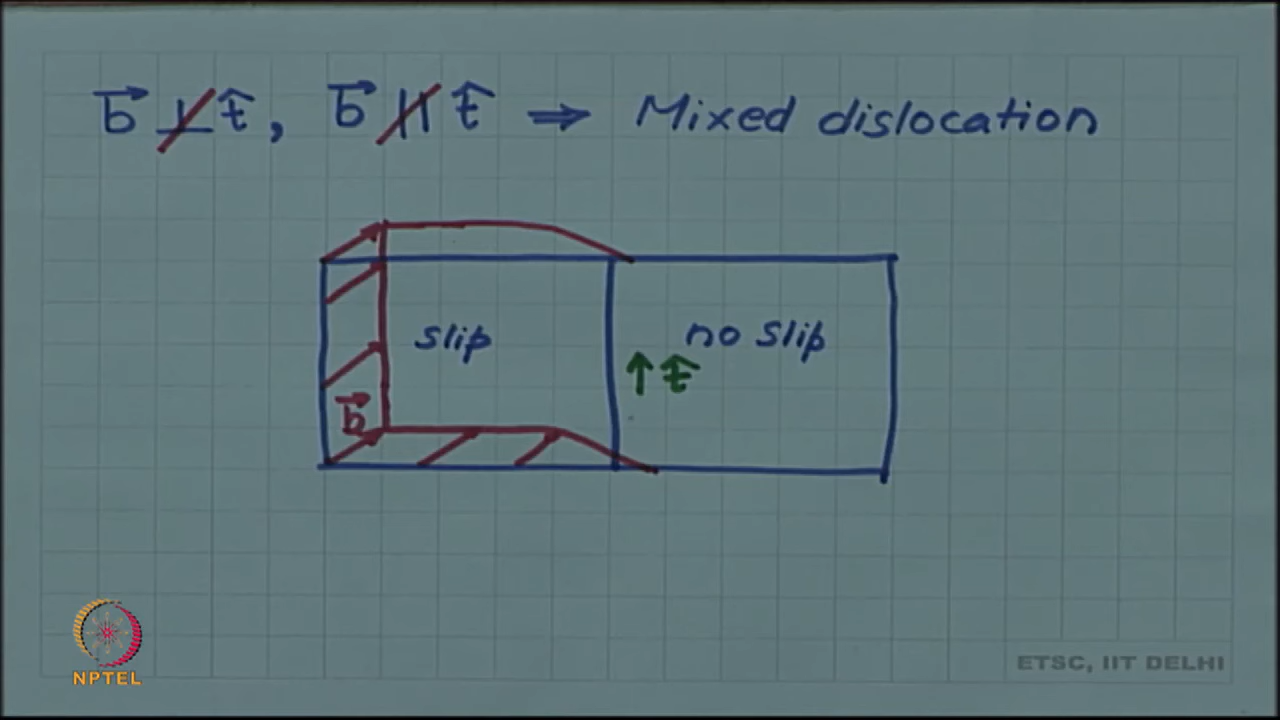 b⃗ ⊥̸ t̂, b⃗ ∦ t̂ ⇒ Mixed dislocation
slip no slip
↑ t̂
b⃗
NPTEL
ETSC, IIT DELHI